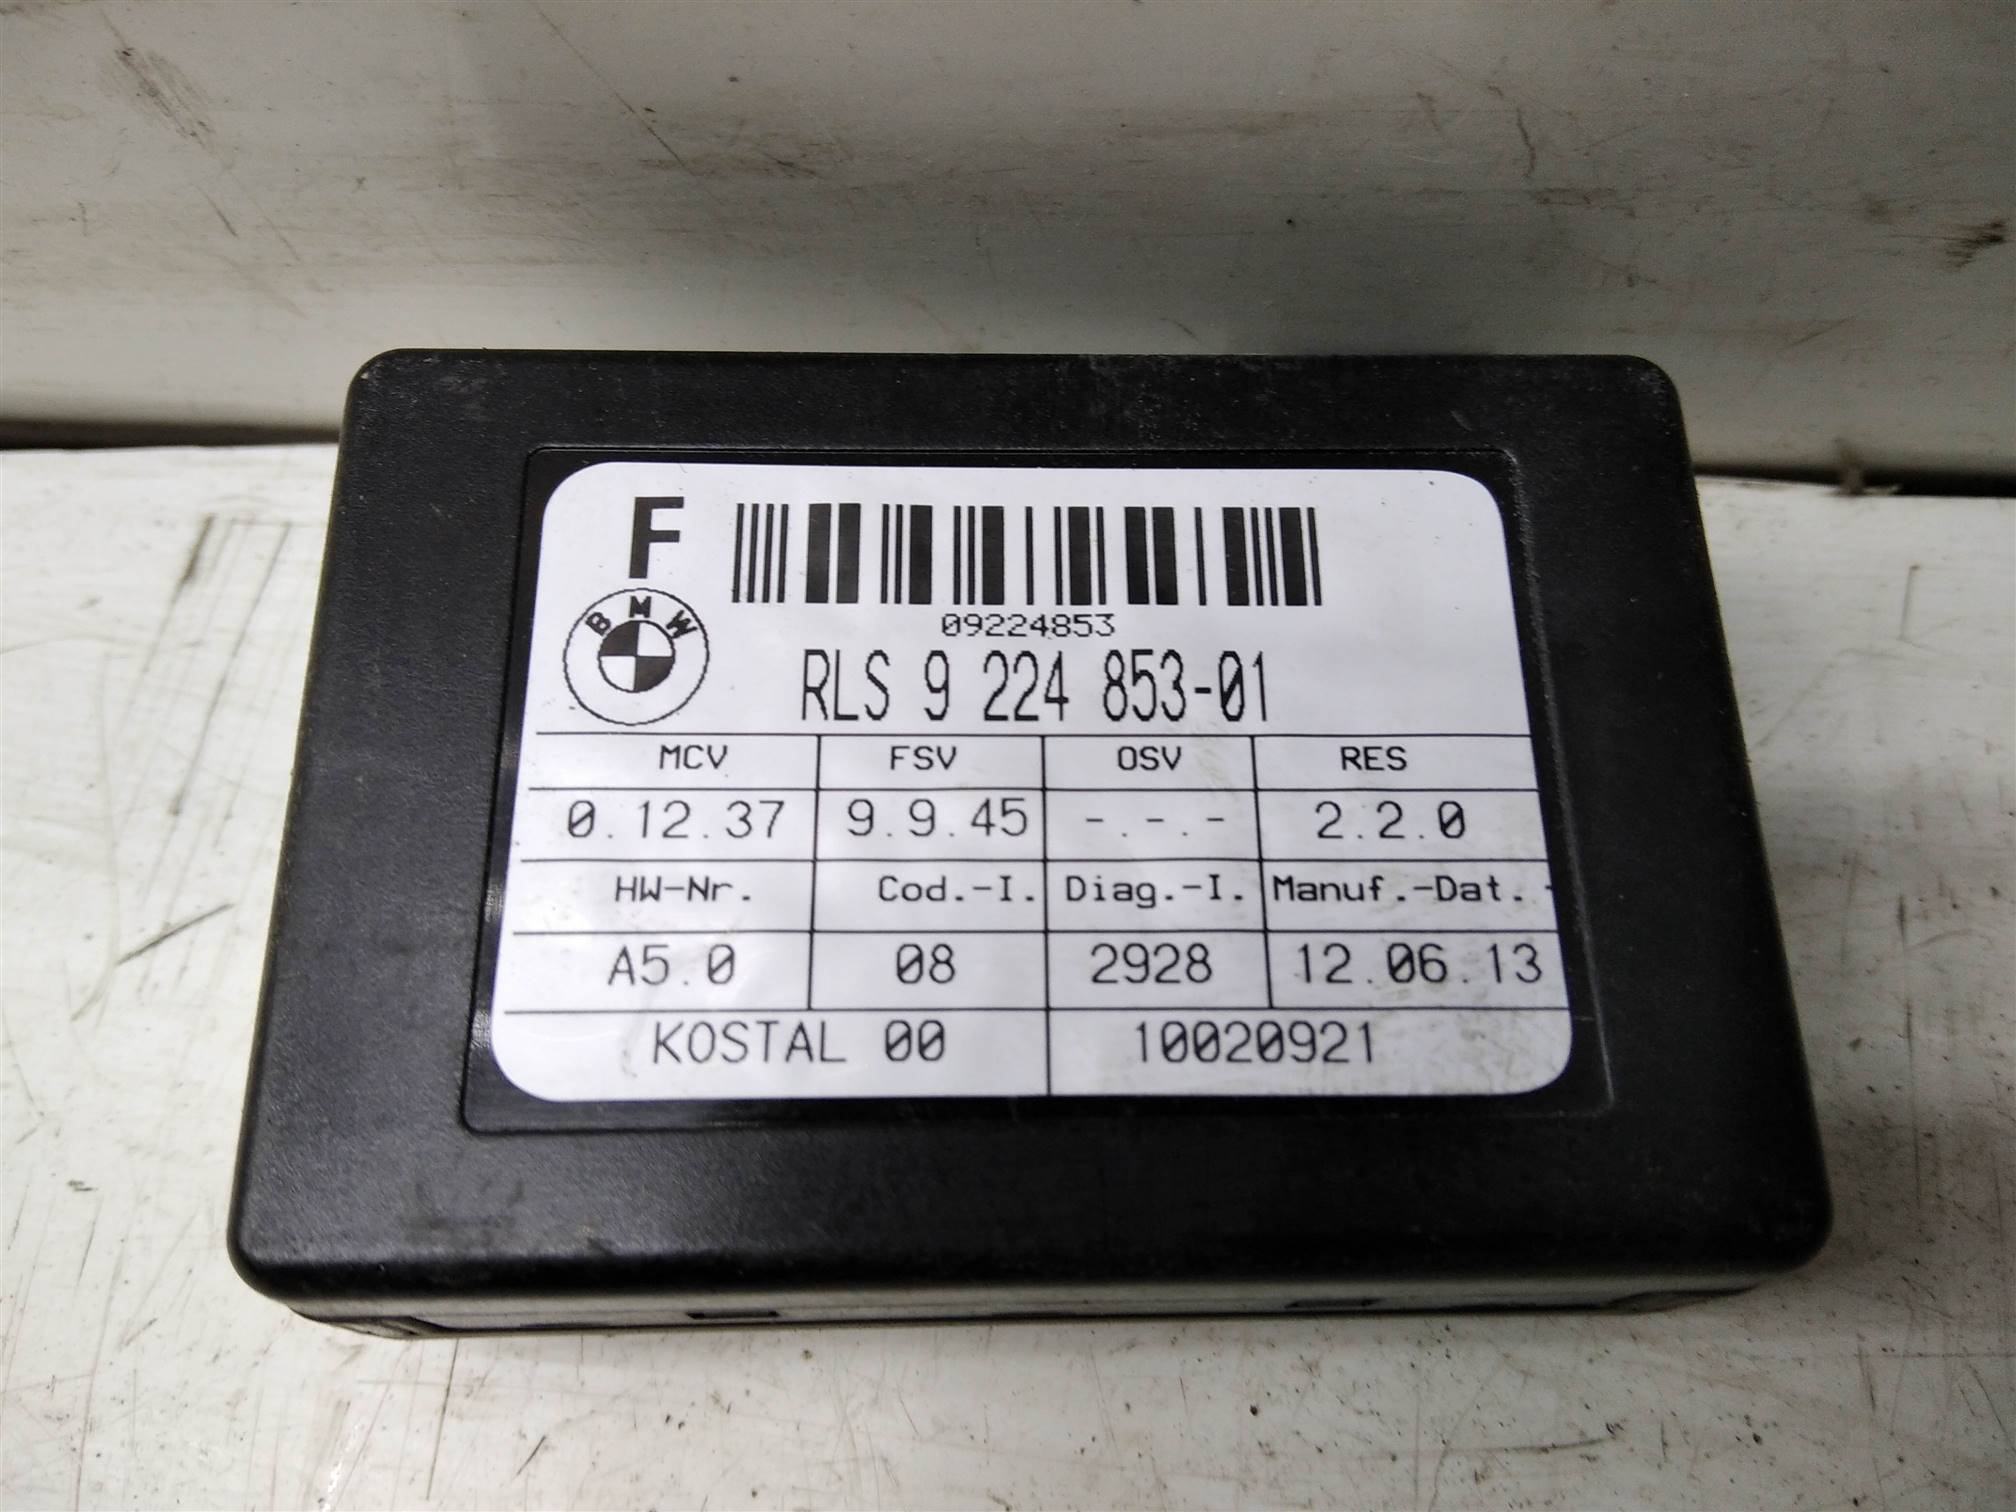 F
BMW
09224853
RLS 9 224 853-01
MCV FSV OSV RES
0.12.37 9.9.45 -.-.- 2.2.0
HW-Nr. Cod.-I. Diag.-I. Manuf.-Dat.
A5.0 08 2928 12.06.13
KOSTAL 00 10020921